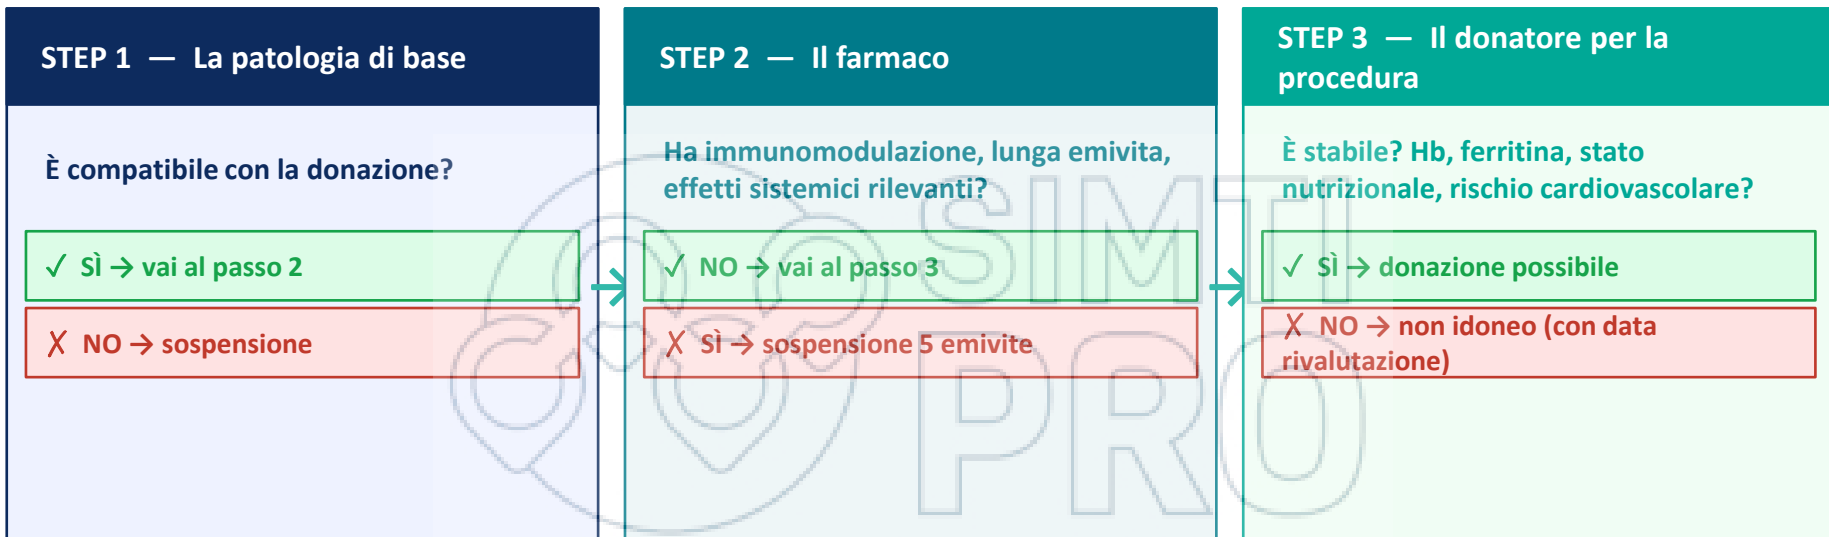 STEP 1 — La patologia di base
È compatibile con la donazione?
✓ SÌ → vai al passo 2
✗ NO → sospensione
STEP 2 — Il farmaco
Ha immunomodulazione, lunga emivita,
effetti sistemici rilevanti?
✓ NO → vai al passo 3
✗ SÌ → sospensione 5 emivite
STEP 3 — Il donatore per la
procedura
È stabile? Hb, ferritina, stato
nutrizionale, rischio cardiovascolare?
✓ SÌ → donazione possibile
✗ NO → non idoneo (con data
rivalutazione)
SIMTI
PRO